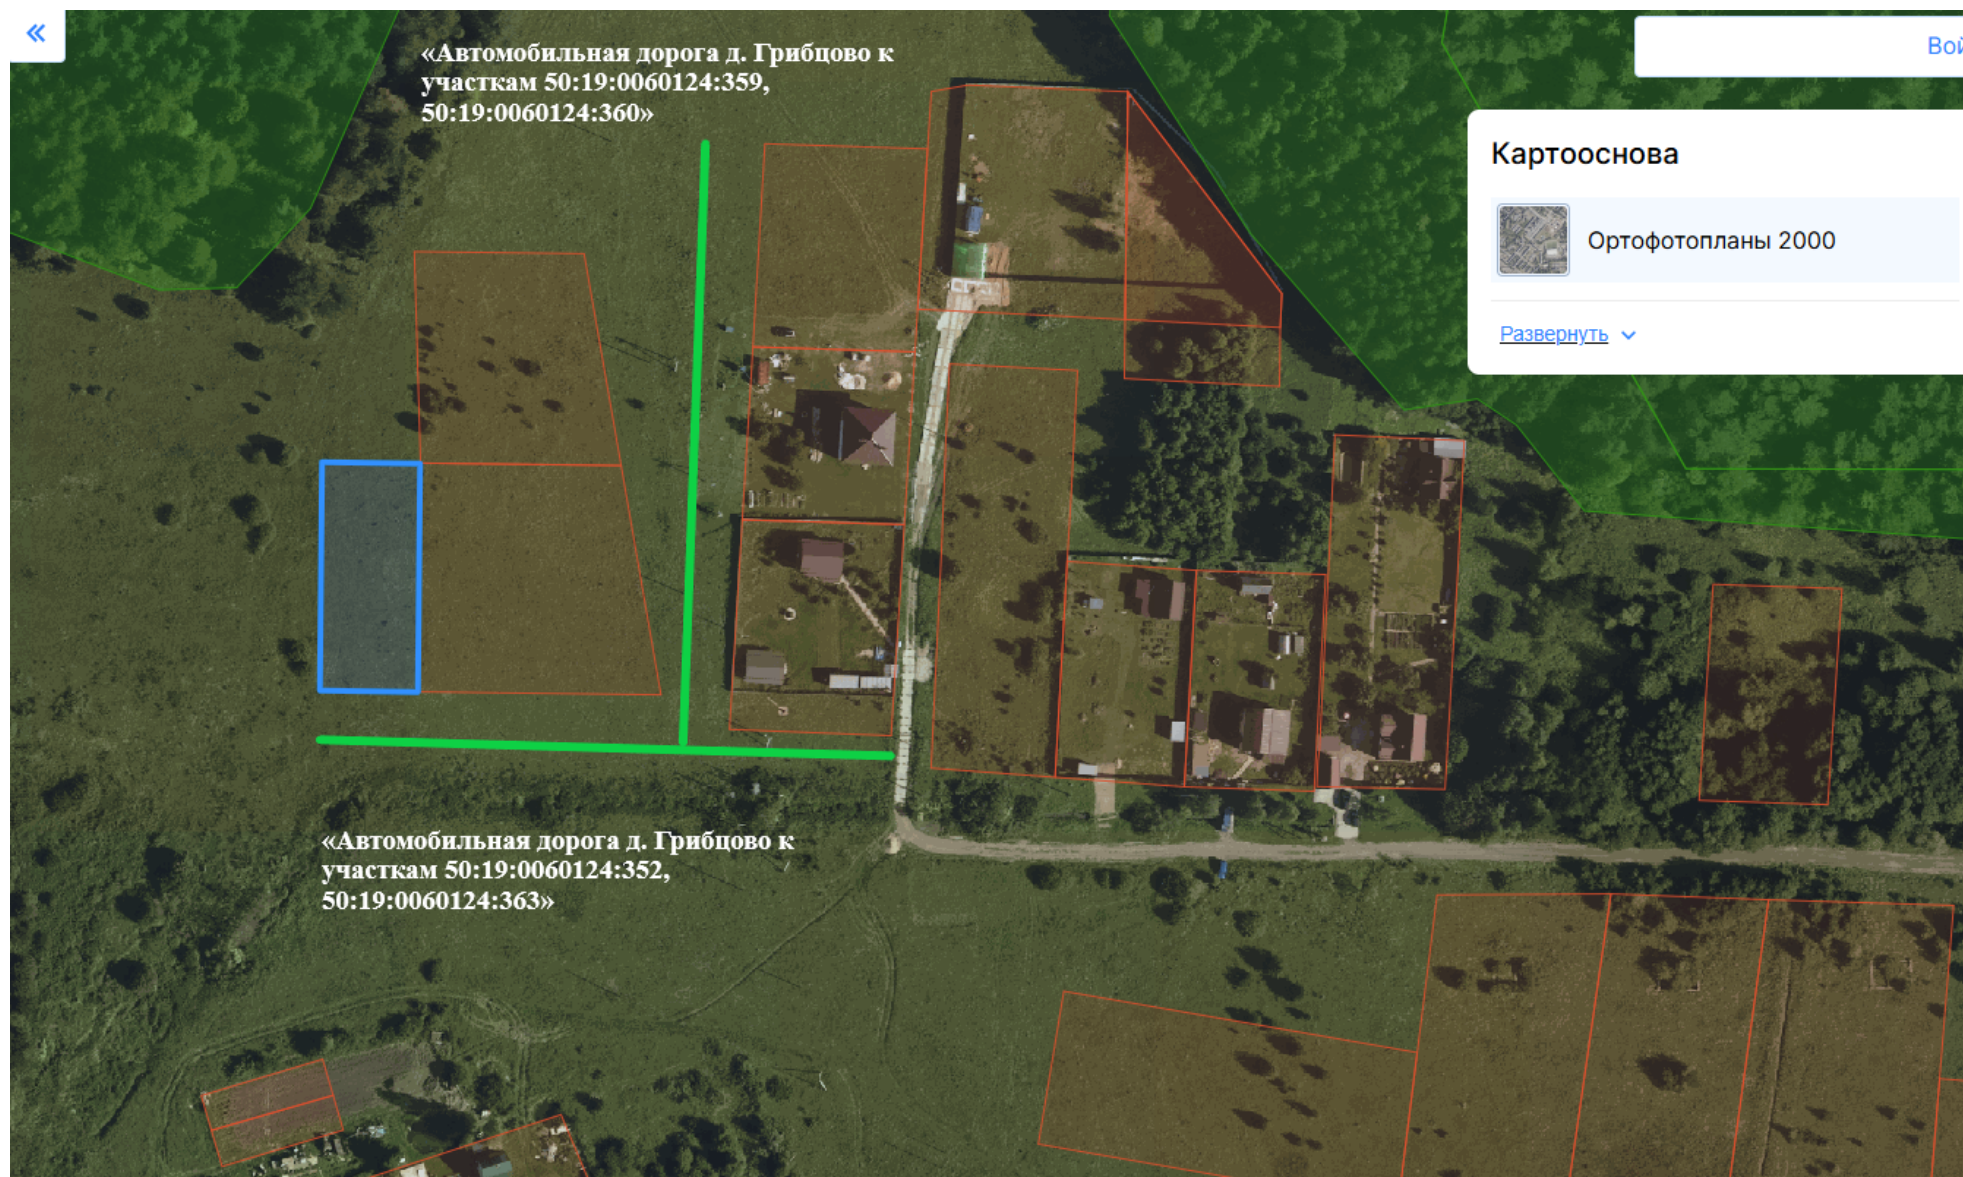 «Автомобильная дорога д. Грибцово к
участкам 50:19:0060124:359,
50:19:0060124:360»
Вой
Картооснова
Ортофотопланы 2000
Развернуть
«Автомобильная дорога д. Грибцово к
участкам 50:19:0060124:352,
50:19:0060124:363»